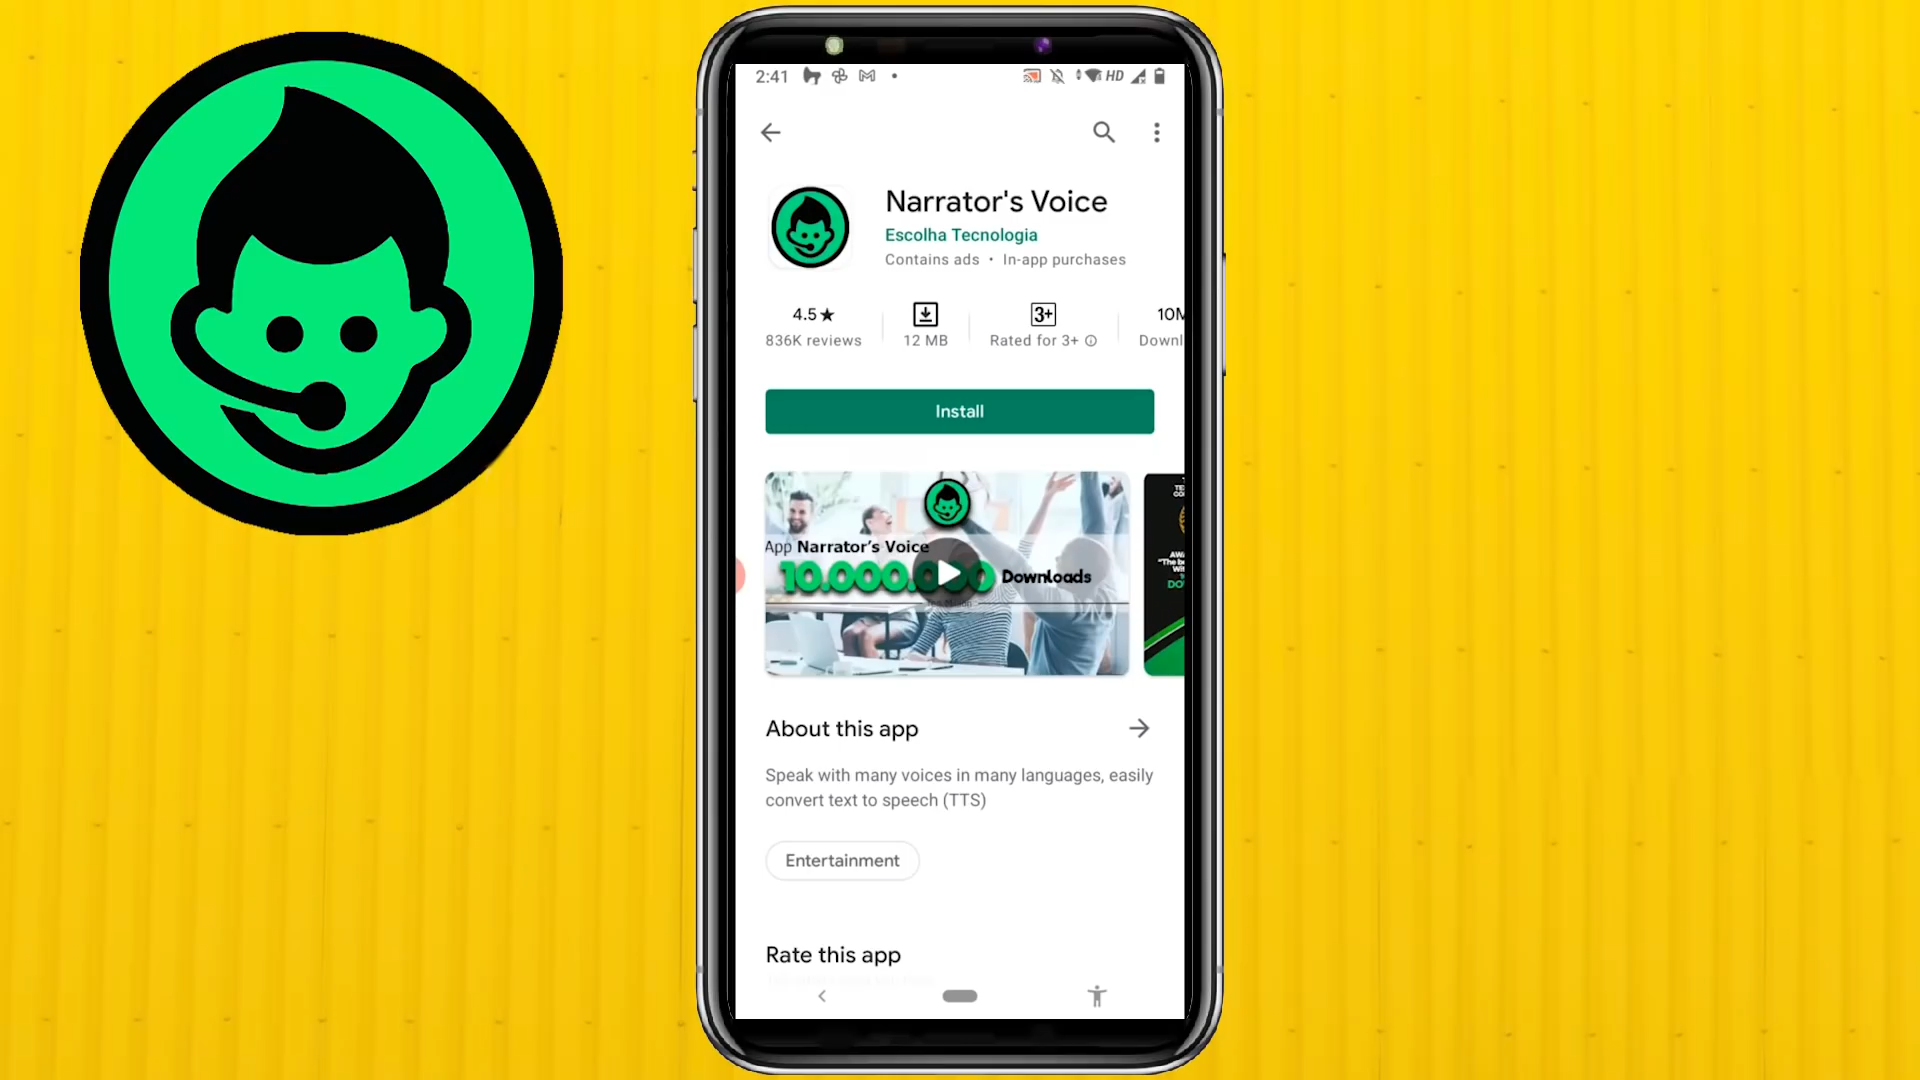 2:41
HD
Narrator's Voice
Escolha Tecnologia
Contains ads • In-app purchases
4.5★
836K reviews
12 MB
3+
Rated for 3+
10M
Downl
Install
App Narrator's Voice
Downloads
About this app
Speak with many voices in many languages, easily
convert text to speech (TTS)
Entertainment
Rate this app